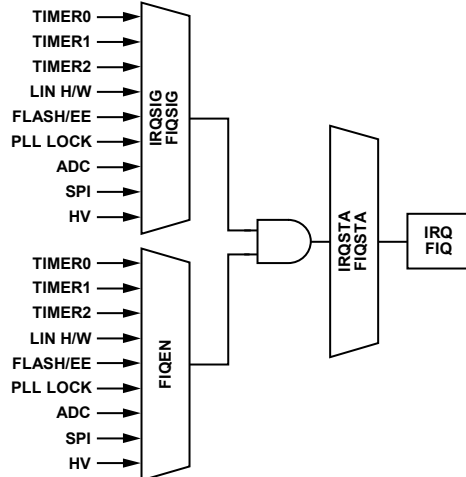 TIMER0
TIMER1
TIMER2
LIN H/W
FLASH/EE
PLL LOCK
ADC
SPI
HV
IRQSIG
FIQSIG
TIMER0
TIMER1
TIMER2
LIN H/W
FLASH/EE
PLL LOCK
ADC
SPI
HV
FIQEN
IRQSTA
FIQSTA
IRQ
FIQ